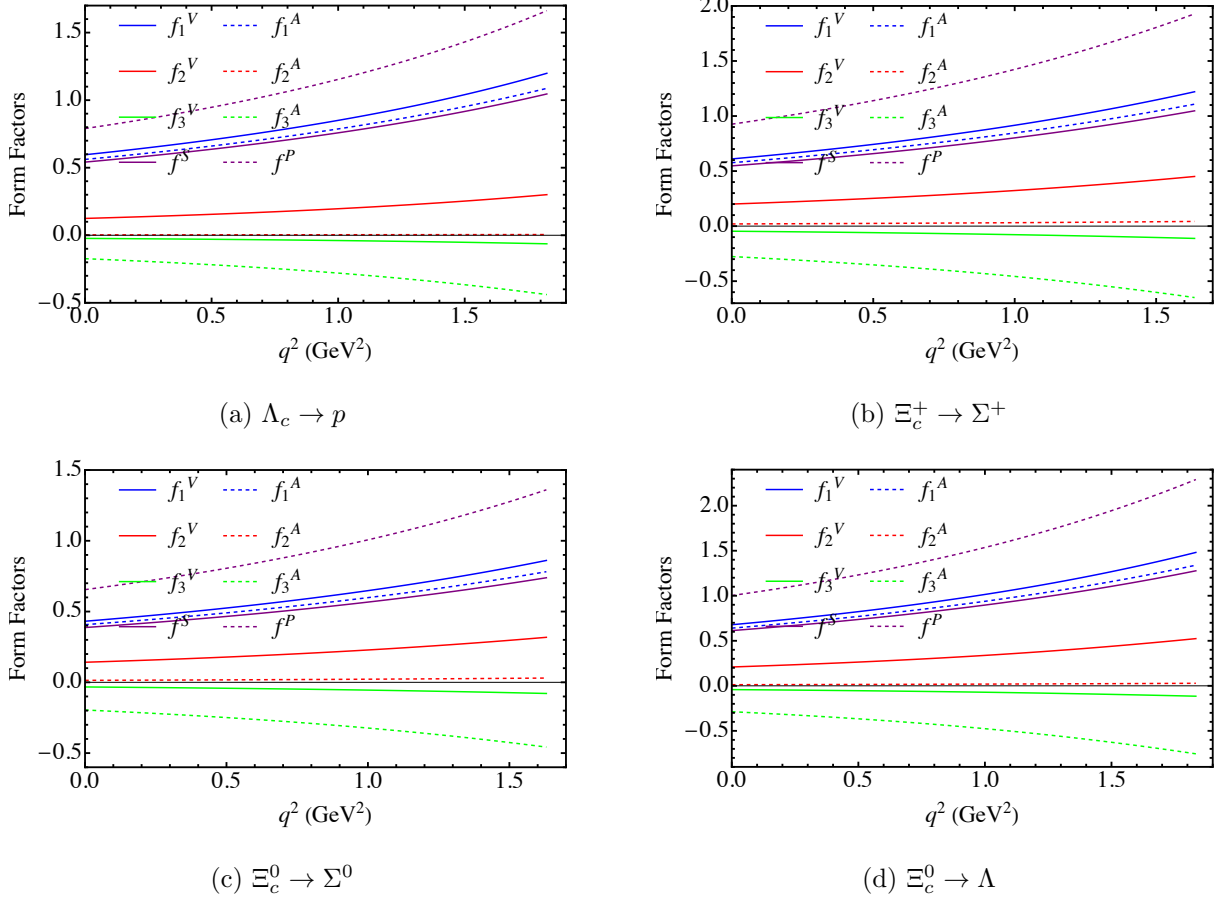 Form Factors
1.5
1.0
0.5
0.0
−0.5
f₁ⱽ f₁ᴬ
f₂ⱽ f₂ᴬ
f₃ⱽ f₃ᴬ
fˢ fᴾ
0.0 0.5 1.0 1.5
q² (GeV²)
(a) Λ_c → p
Form Factors
2.0
1.5
1.0
0.5
0.0
−0.5
f₁ⱽ f₁ᴬ
f₂ⱽ f₂ᴬ
f₃ⱽ f₃ᴬ
fˢ fᴾ
0.0 0.5 1.0 1.5
q² (GeV²)
(b) Ξ_c⁺ → Σ⁺
Form Factors
1.5
1.0
0.5
0.0
−0.5
f₁ⱽ f₁ᴬ
f₂ⱽ f₂ᴬ
f₃ⱽ f₃ᴬ
fˢ fᴾ
0.0 0.5 1.0 1.5
q² (GeV²)
(c) Ξ_c⁰ → Σ⁰
Form Factors
2.0
1.5
1.0
0.5
0.0
−0.5
f₁ⱽ f₁ᴬ
f₂ⱽ f₂ᴬ
f₃ⱽ f₃ᴬ
fˢ fᴾ
0.0 0.5 1.0 1.5
q² (GeV²)
(d) Ξ_c⁰ → Λ